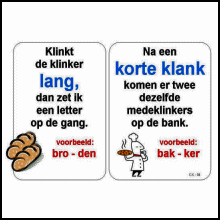 Klinkt
de klinker
lang,
dan zet ik
een letter
op de gang.
voorbeeld:
bro - den
Na een
korte klank
komen er twee
dezelfde
medeklinkers
op de bank.
voorbeeld:
bak - ker